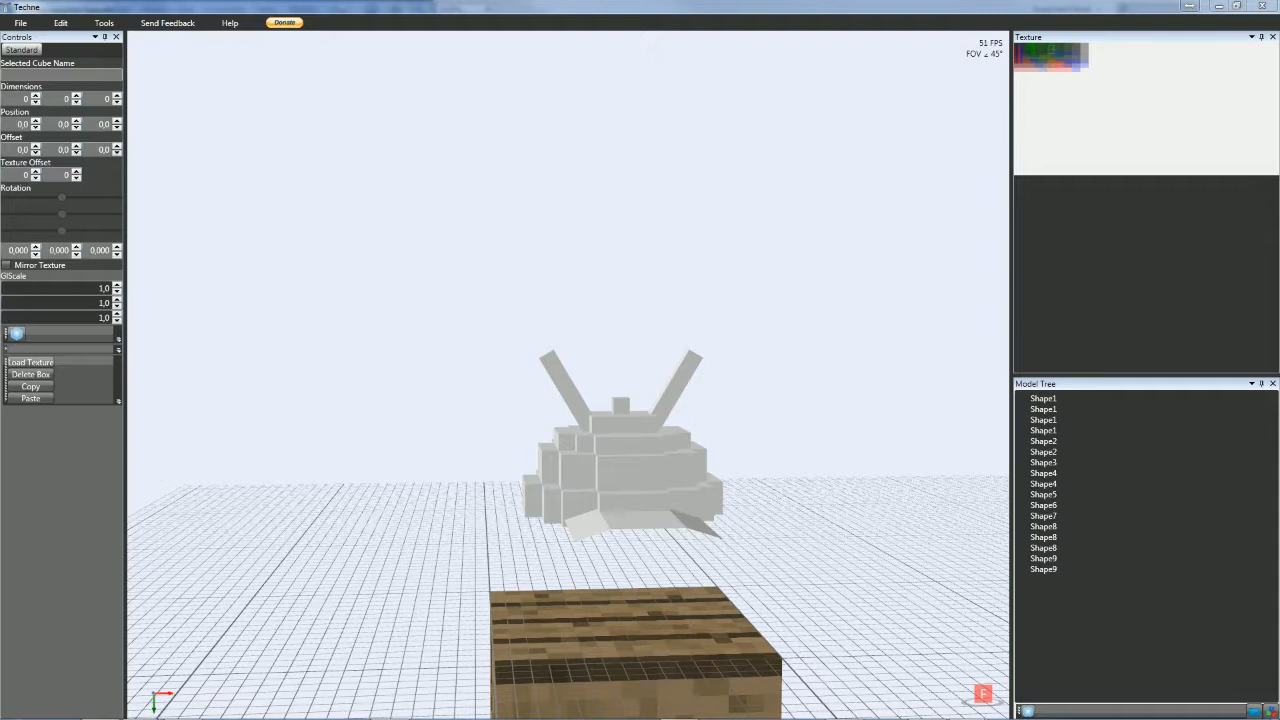 Techne
File Edit Tools Send Feedback Help Donate
Controls
Standard
Selected Cube Name
Dimensions
0 0 0
Position
0,0 0,0 0,0
Offset
0,0 0,0 0,0
Texture Offset
0 0
Rotation
0,000 0,000 0,000
Mirror Texture
GlScale
1,0
1,0
1,0
Load Texture
Delete Box
Copy
Paste
51 FPS
FOV ∠ 45°
F
Texture
Model Tree
Shape1
Shape1
Shape1
Shape1
Shape2
Shape2
Shape3
Shape4
Shape4
Shape5
Shape6
Shape7
Shape8
Shape8
Shape8
Shape9
Shape9